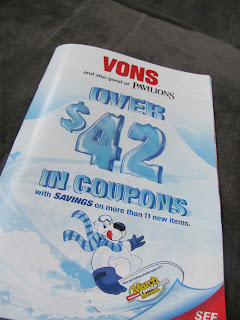 VONS
and also good at PAVILIONS
OVER
$42
IN COUPONS
with SAVINGS on more than 11 new items.
March
SEE